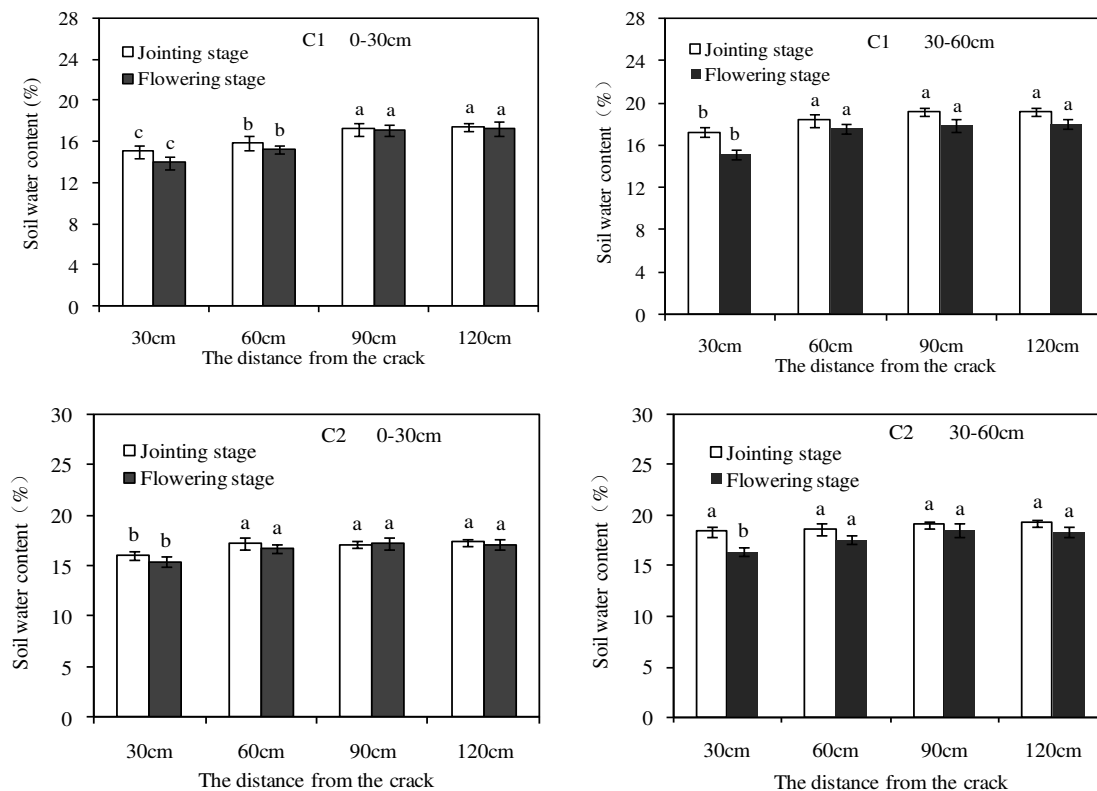 C1 0-30cm
Jointing stage
Flowering stage
Soil water content (%)
28
24
20
16
12
8
4
0
c c b b a a a a
30cm 60cm 90cm 120cm
The distance from the crack
C1 30-60cm
Jointing stage
Flowering stage
Soil water content (%)
28
24
20
16
12
8
4
0
b b a a a a a a
30cm 60cm 90cm 120cm
The distance from the crack
C2 0-30cm
Jointing stage
Flowering stage
Soil water content (%)
30
25
20
15
10
5
0
b b a a a a a a
30cm 60cm 90cm 120cm
The distance from the crack
C2 30-60cm
Jointing stage
Flowering stage
Soil water content (%)
30
25
20
15
10
5
0
a b a a a a a a
30cm 60cm 90cm 120cm
The distance from the crack